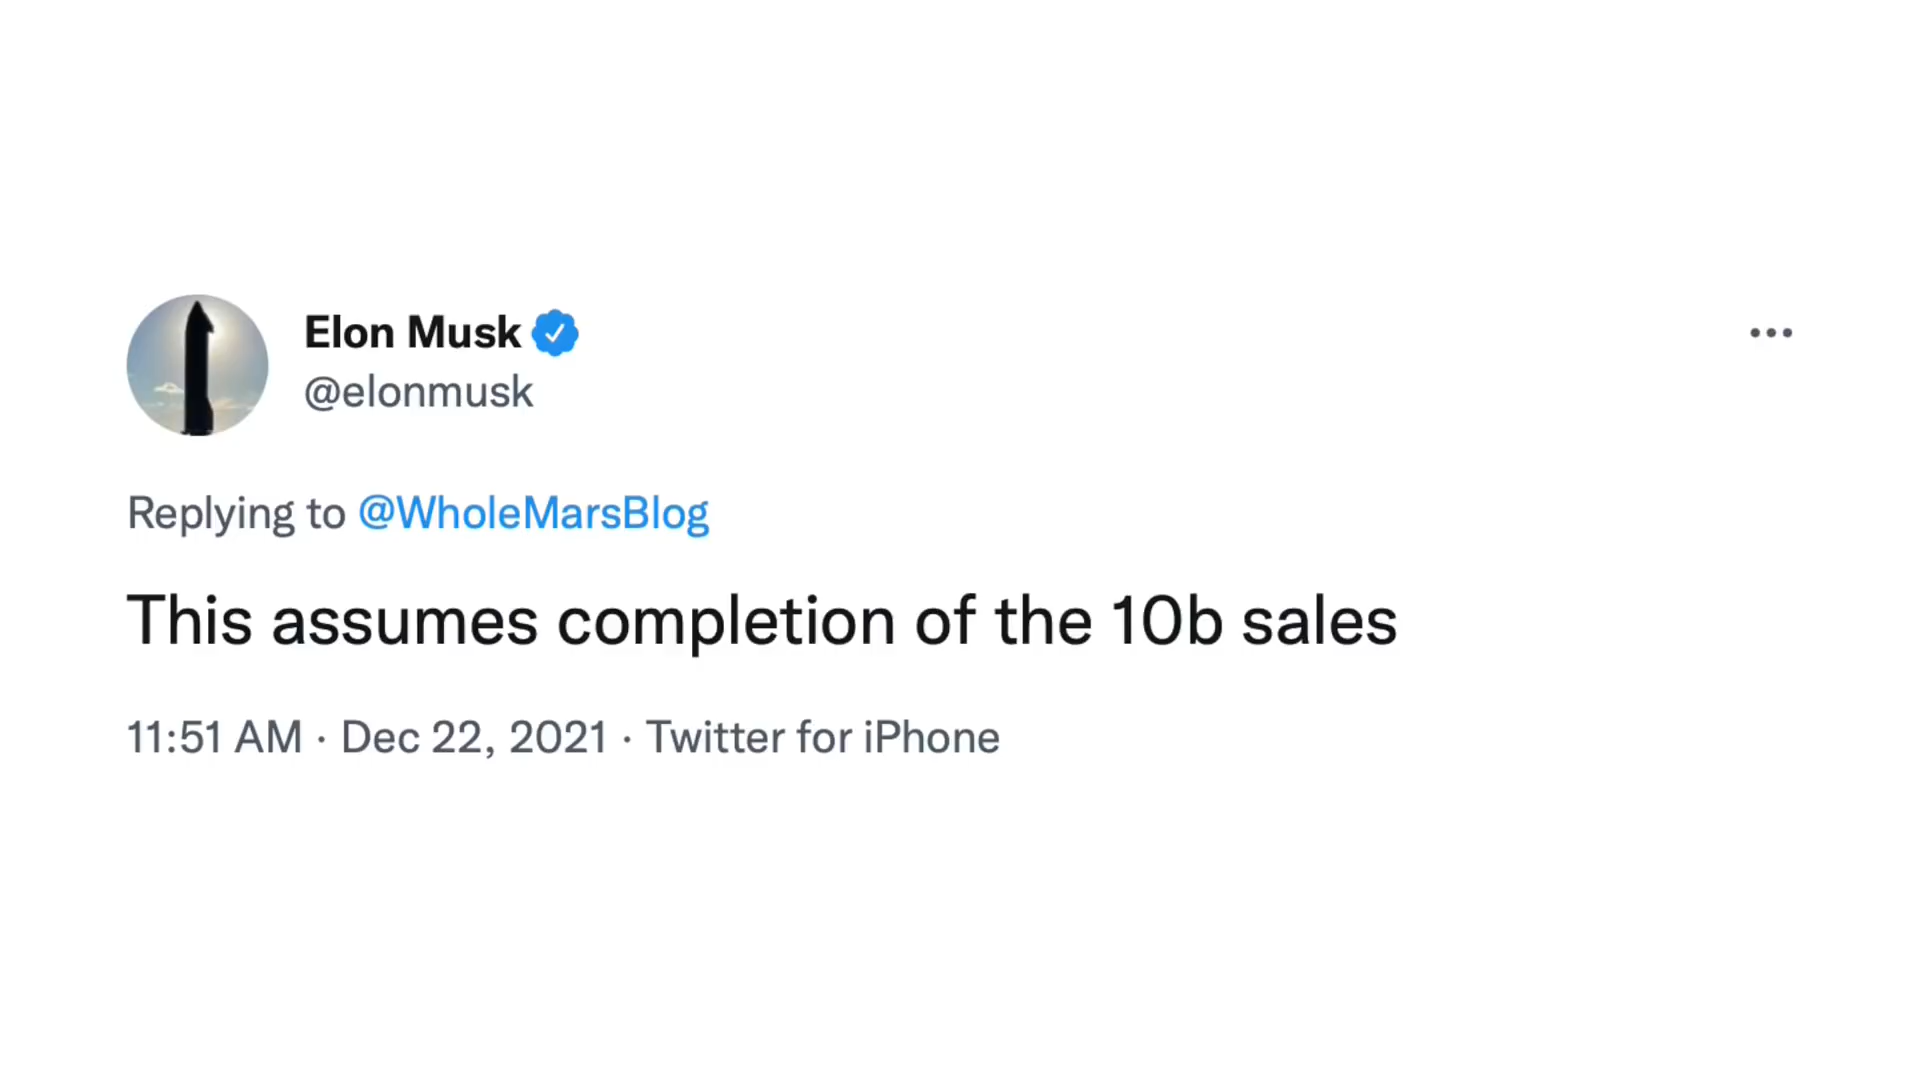 Elon Musk
@elonmusk
Replying to @WholeMarsBlog
This assumes completion of the 10b sales
11:51 AM · Dec 22, 2021 · Twitter for iPhone